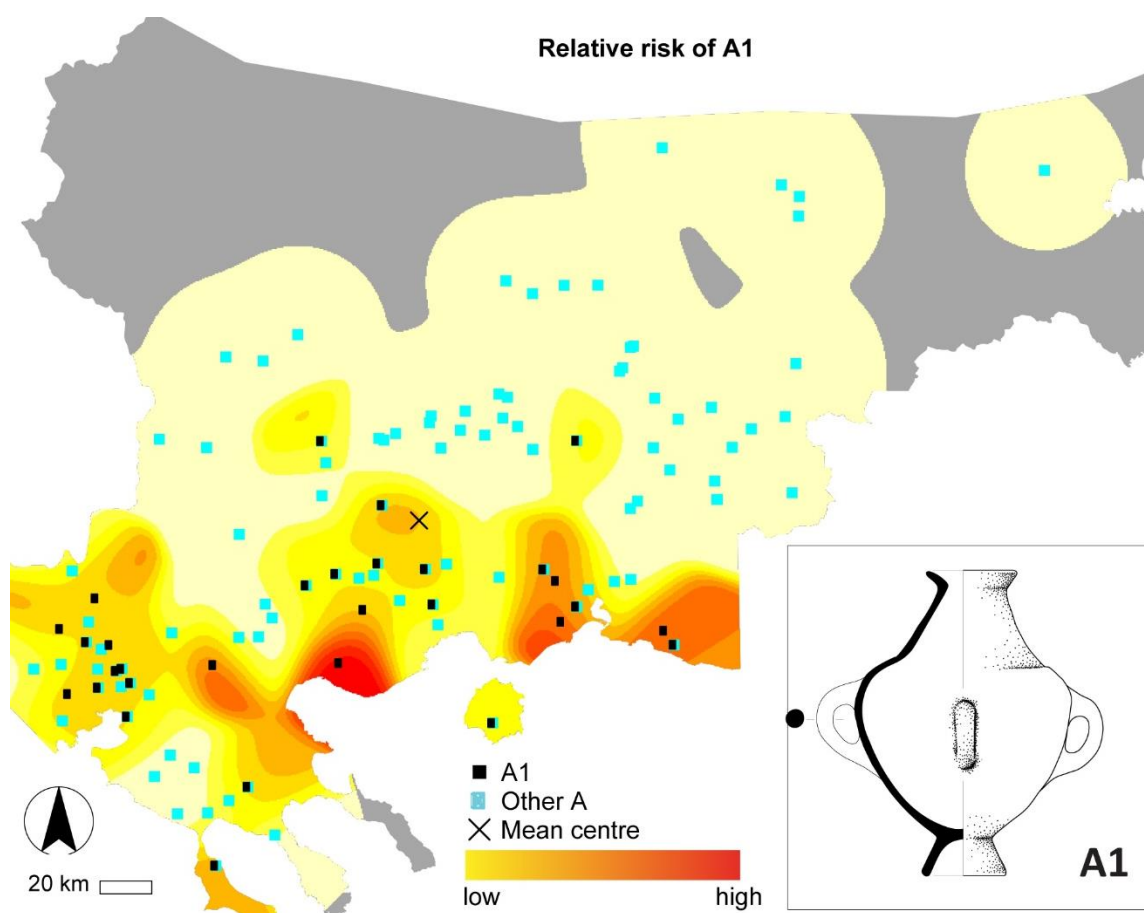 Relative risk of A1
A1
Other A
Mean centre
low high
20 km
A1